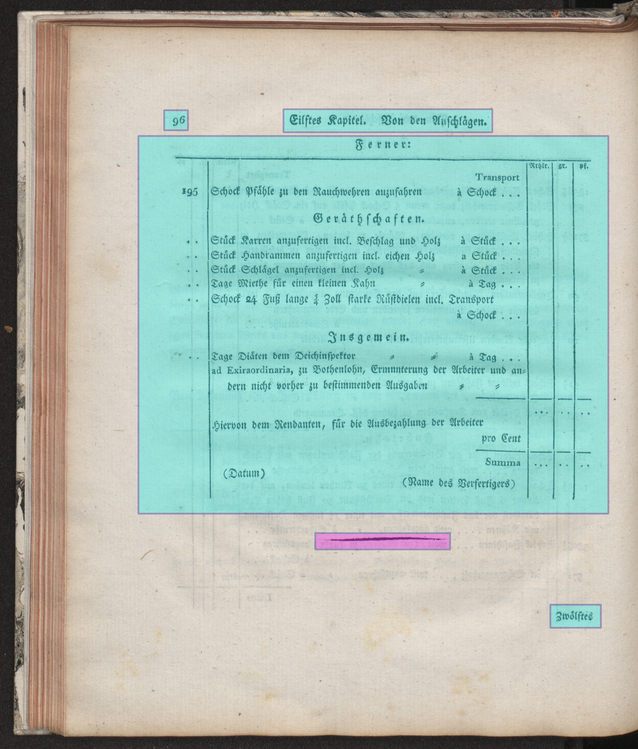 96
Eilftes Kapitel. Von den Anschlägen.
Ferner:
Rthlr. gr. pf.
Transport
195 Schock Pfähle zu den Rauchwehren anzufahren à Schock . . .
Geräthschaften.
. . Stück Karren anzufertigen incl. Beschlag und Holz à Stück . . .
. . Stück Handrammen anzufertigen incl. eichen Holz a Stück . . .
. . Stück Schlägel anzufertigen incl. Holz „ à Stück . . .
. . Tage Miethe für einen kleinen Kahn „ à Tag . . .
. . Schock 24 Fuß lange 5/4 Zoll starke Rüstdielen incl. Transport
à Schock . . .
Insgemein.
. . Tage Diäten dem Deichinspektor „ „ à Tag . . .
ad Extraordinaria, zu Bothenlohn, Ermunterung der Arbeiter und an-
dern nicht vorher zu bestimmenden Ausgaben „ „
... .. ..
Hiervon dem Rendanten, für die Ausbezahlung der Arbeiter
pro Cent
Summa ... .. ..
(Datum)
(Name des Verfertigers)
Zwölftes